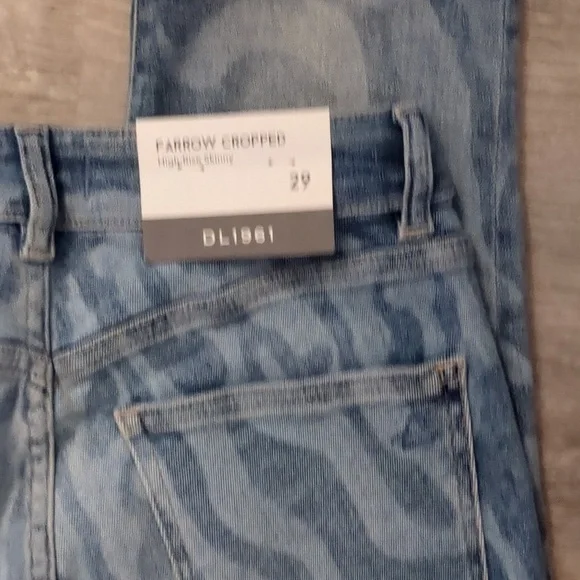 FARROW CROPPED
High Rise Skinny
29
DL1961